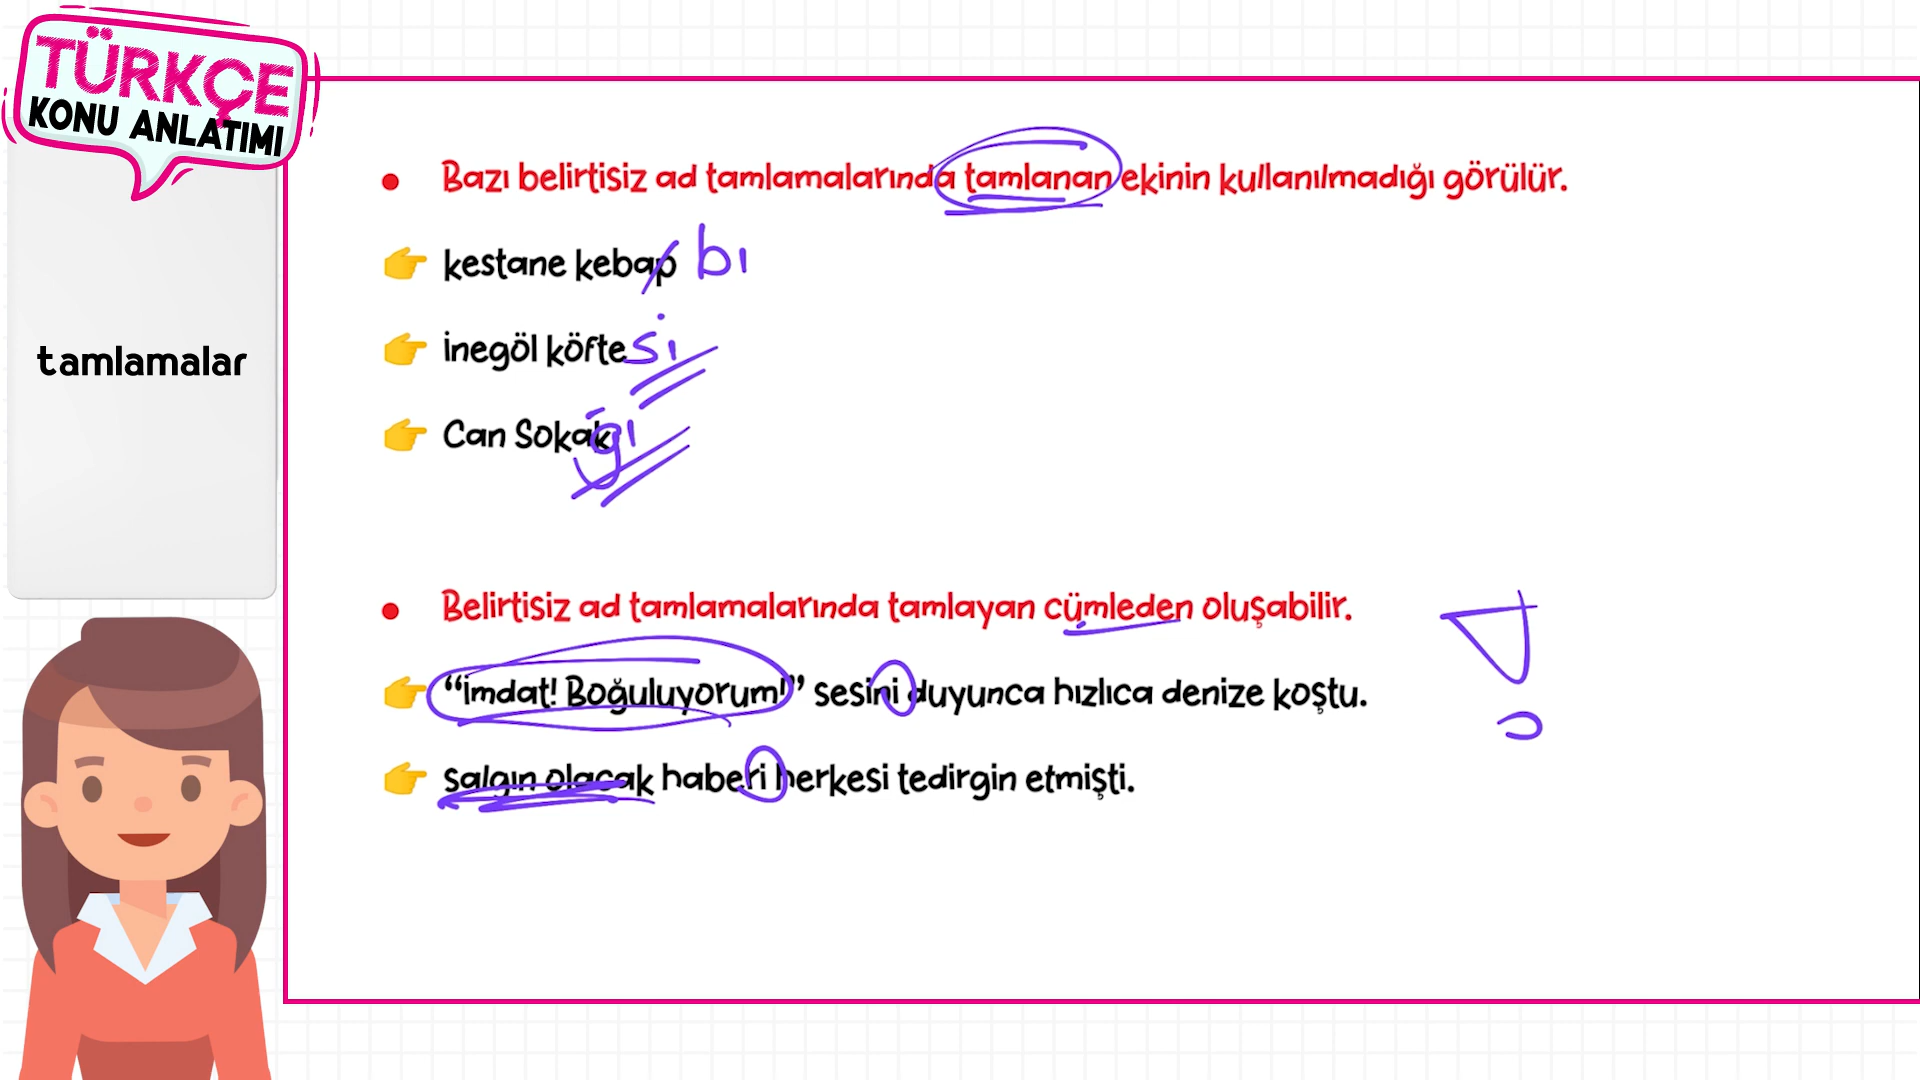 TÜRKÇE
KONU ANLATIMI
tamlamalar
• Bazı belirtisiz ad tamlamalarında tamlanan ekinin kullanılmadığı görülür.
kestane kebap bı
İnegöl köfte si
Can Sokak ğı
• Belirtisiz ad tamlamalarında tamlayan cümleden oluşabilir.
“İmdat! Boğuluyorum!” sesini duyunca hızlıca denize koştu.
salgın olacak haberi herkesi tedirgin etmişti.